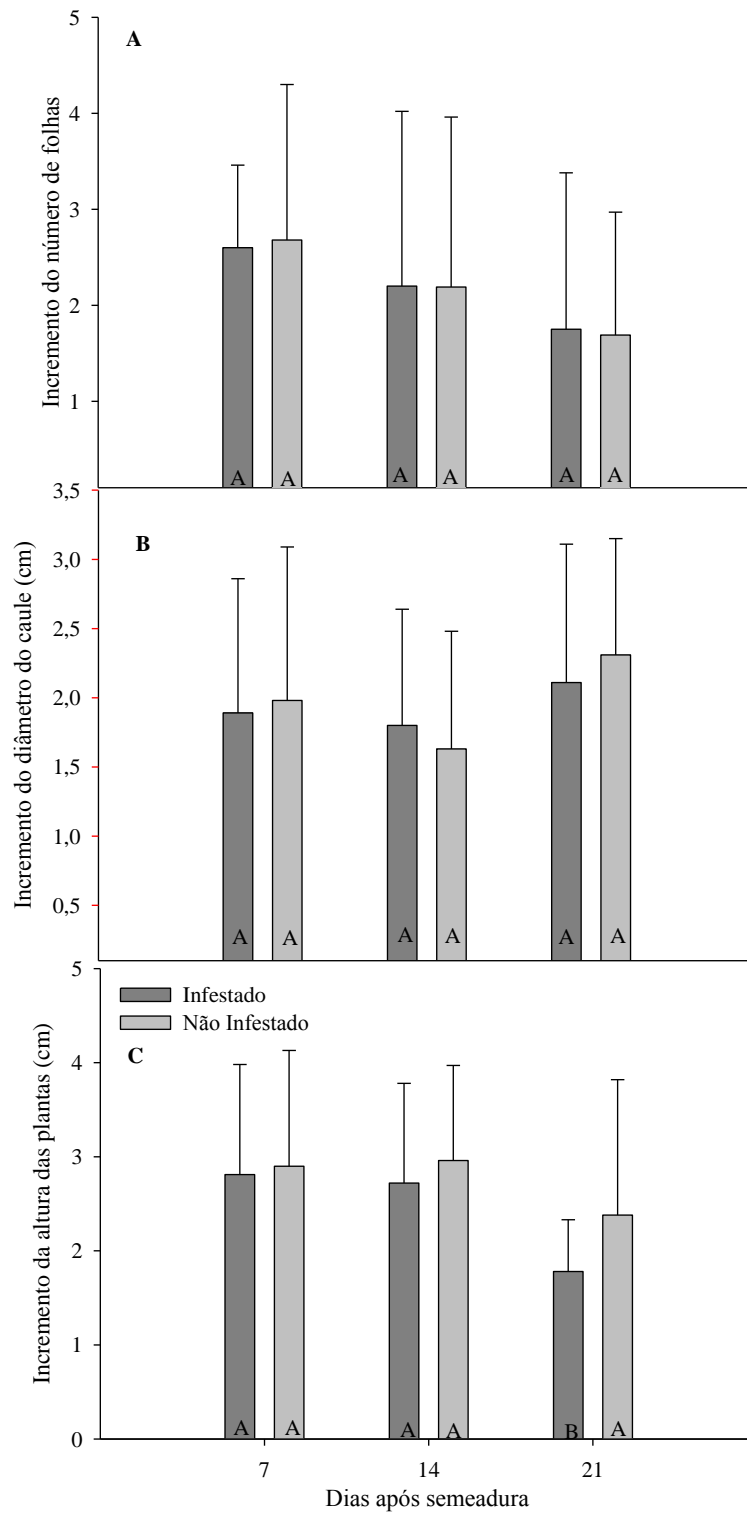 5
A
4
3
2
1
Incremento do número de folhas
A A A A A A
3,5
B
3,0
2,5
2,0
1,5
1,0
0,5
Incremento do diâmetro do caule (cm)
A A A A A A
5
Infestado
Não Infestado
C
4
3
2
1
0
Incremento da altura das plantas (cm)
A A A A B A
7 14 21
Dias após semeadura